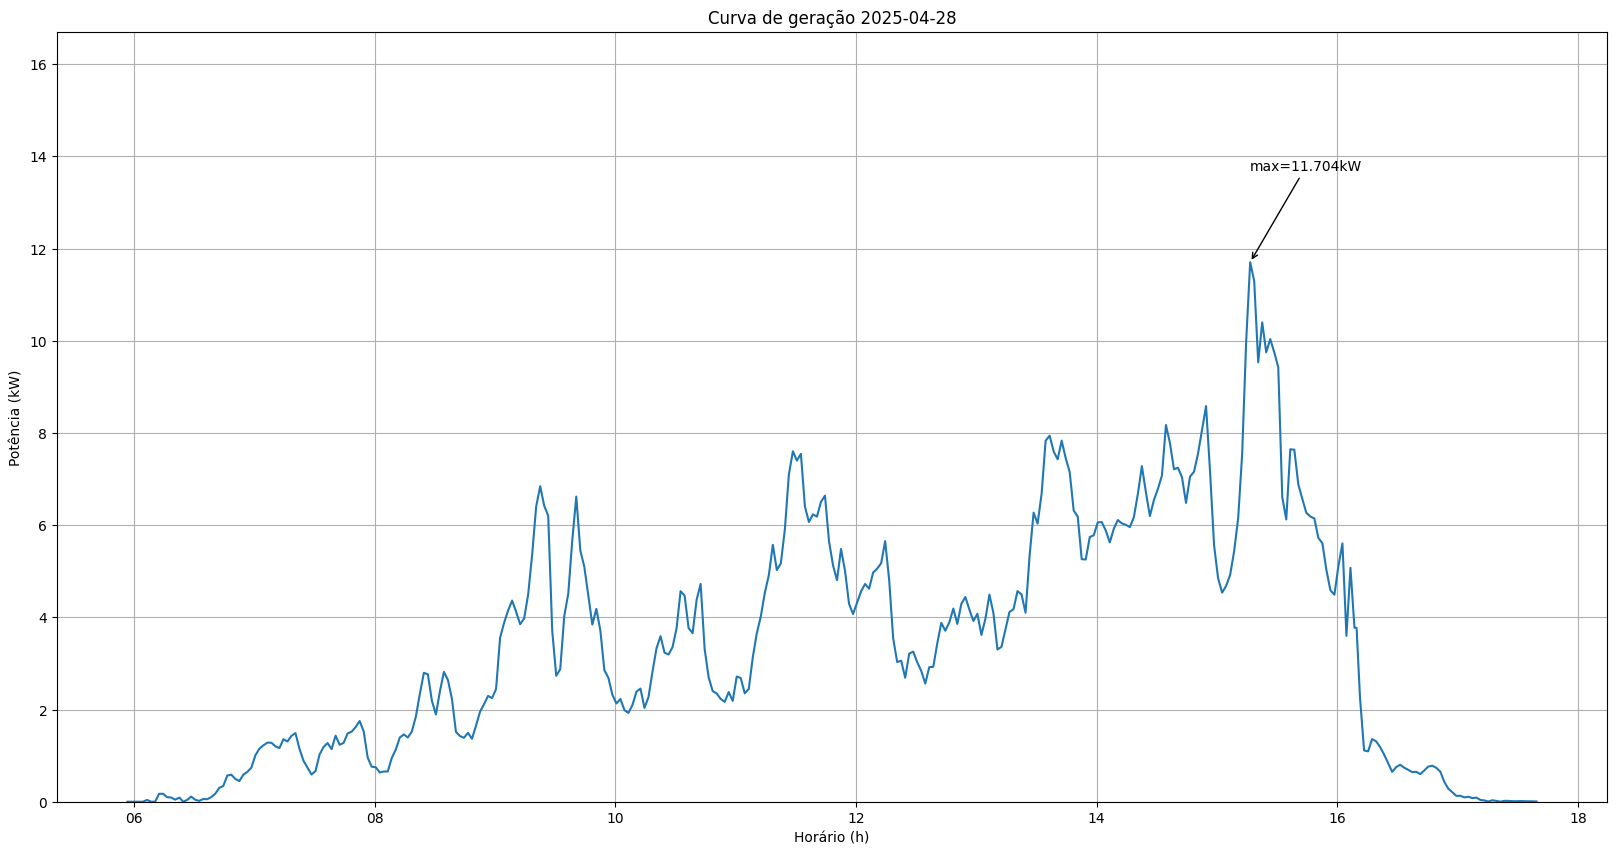 Curva de geração 2025-04-28
16
14
max=11.704kW
12
10
8
6
4
2
0
Potência (kW)
06 08 10 12 14 16 18
Horário (h)